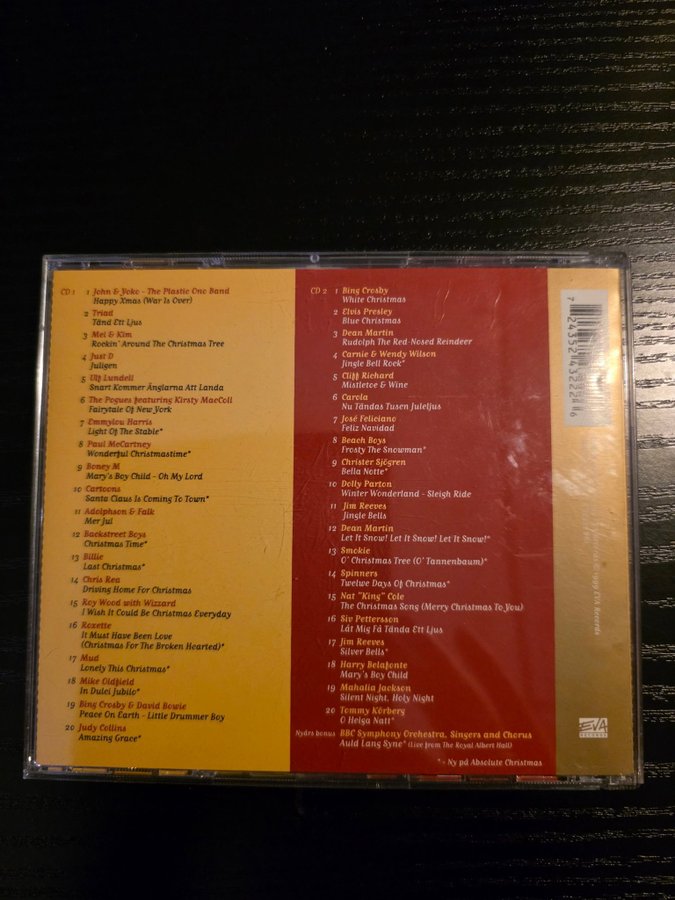 CD 1 1 John & Yoko - The Plastic Ono Band
Happy Xmas (War Is Over)
2 Triad
Tänd Ett Ljus
3 Mel & Kim
Rockin' Around The Christmas Tree
4 Just D
Juligen
5 Ulf Lundell
Snart Kommer Änglarna Att Landa
6 The Pogues featuring Kirsty MacColl
Fairytale Of New York
7 Emmylou Harris
Light Of The Stable*
8 Paul McCartney
Wonderful Christmastime*
9 Boney M
Mary's Boy Child - Oh My Lord
10 Cartoons
Santa Claus Is Coming To Town*
11 Adolphson & Falk
Mer Jul
12 Backstreet Boys
Christmas Time*
13 Billie
Last Christmas*
14 Chris Rea
Driving Home For Christmas
15 Roy Wood with Wizzard
I Wish It Could Be Christmas Everyday
16 Roxette
It Must Have Been Love
(Christmas For The Broken Hearted)*
17 Mud
Lonely This Christmas*
18 Mike Oldfield
In Dulci Jubilo*
19 Bing Crosby & David Bowie
Peace On Earth - Little Drummer Boy
20 Judy Collins
Amazing Grace*
CD 2 1 Bing Crosby
White Christmas
2 Elvis Presley
Blue Christmas
3 Dean Martin
Rudolph The Red-Nosed Reindeer
4 Carnie & Wendy Wilson
Jingle Bell Rock*
5 Cliff Richard
Mistletoe & Wine
6 Carola
Nu Tändas Tusen Juleljus
7 José Feliciano
Feliz Navidad
8 Beach Boys
Frosty The Snowman*
9 Christer Sjögren
Bella Notte*
10 Dolly Parton
Winter Wonderland - Sleigh Ride
11 Jim Reeves
Jingle Bells
12 Dean Martin
Let It Snow! Let It Snow! Let It Snow!*
13 Smokie
O' Christmas Tree (O' Tannenbaum)*
14 Spinners
Twelve Days Of Christmas*
15 Nat "King" Cole
The Christmas Song (Merry Christmas To You)
16 Siv Pettersson
Låt Mig Få Tända Ett Ljus
17 Jim Reeves
Silver Bells*
18 Harry Belafonte
Mary's Boy Child
19 Mahalia Jackson
Silent Night, Holy Night
20 Tommy Körberg
O Helga Natt*
Nyårs bonus BBC Symphony Orchestra, Singers and Chorus
Auld Lang Syne* (Live from The Royal Albert Hall)
* = Ny på Absolute Christmas
7 24352 43222 6
EVA Records
EVA
RECORDS